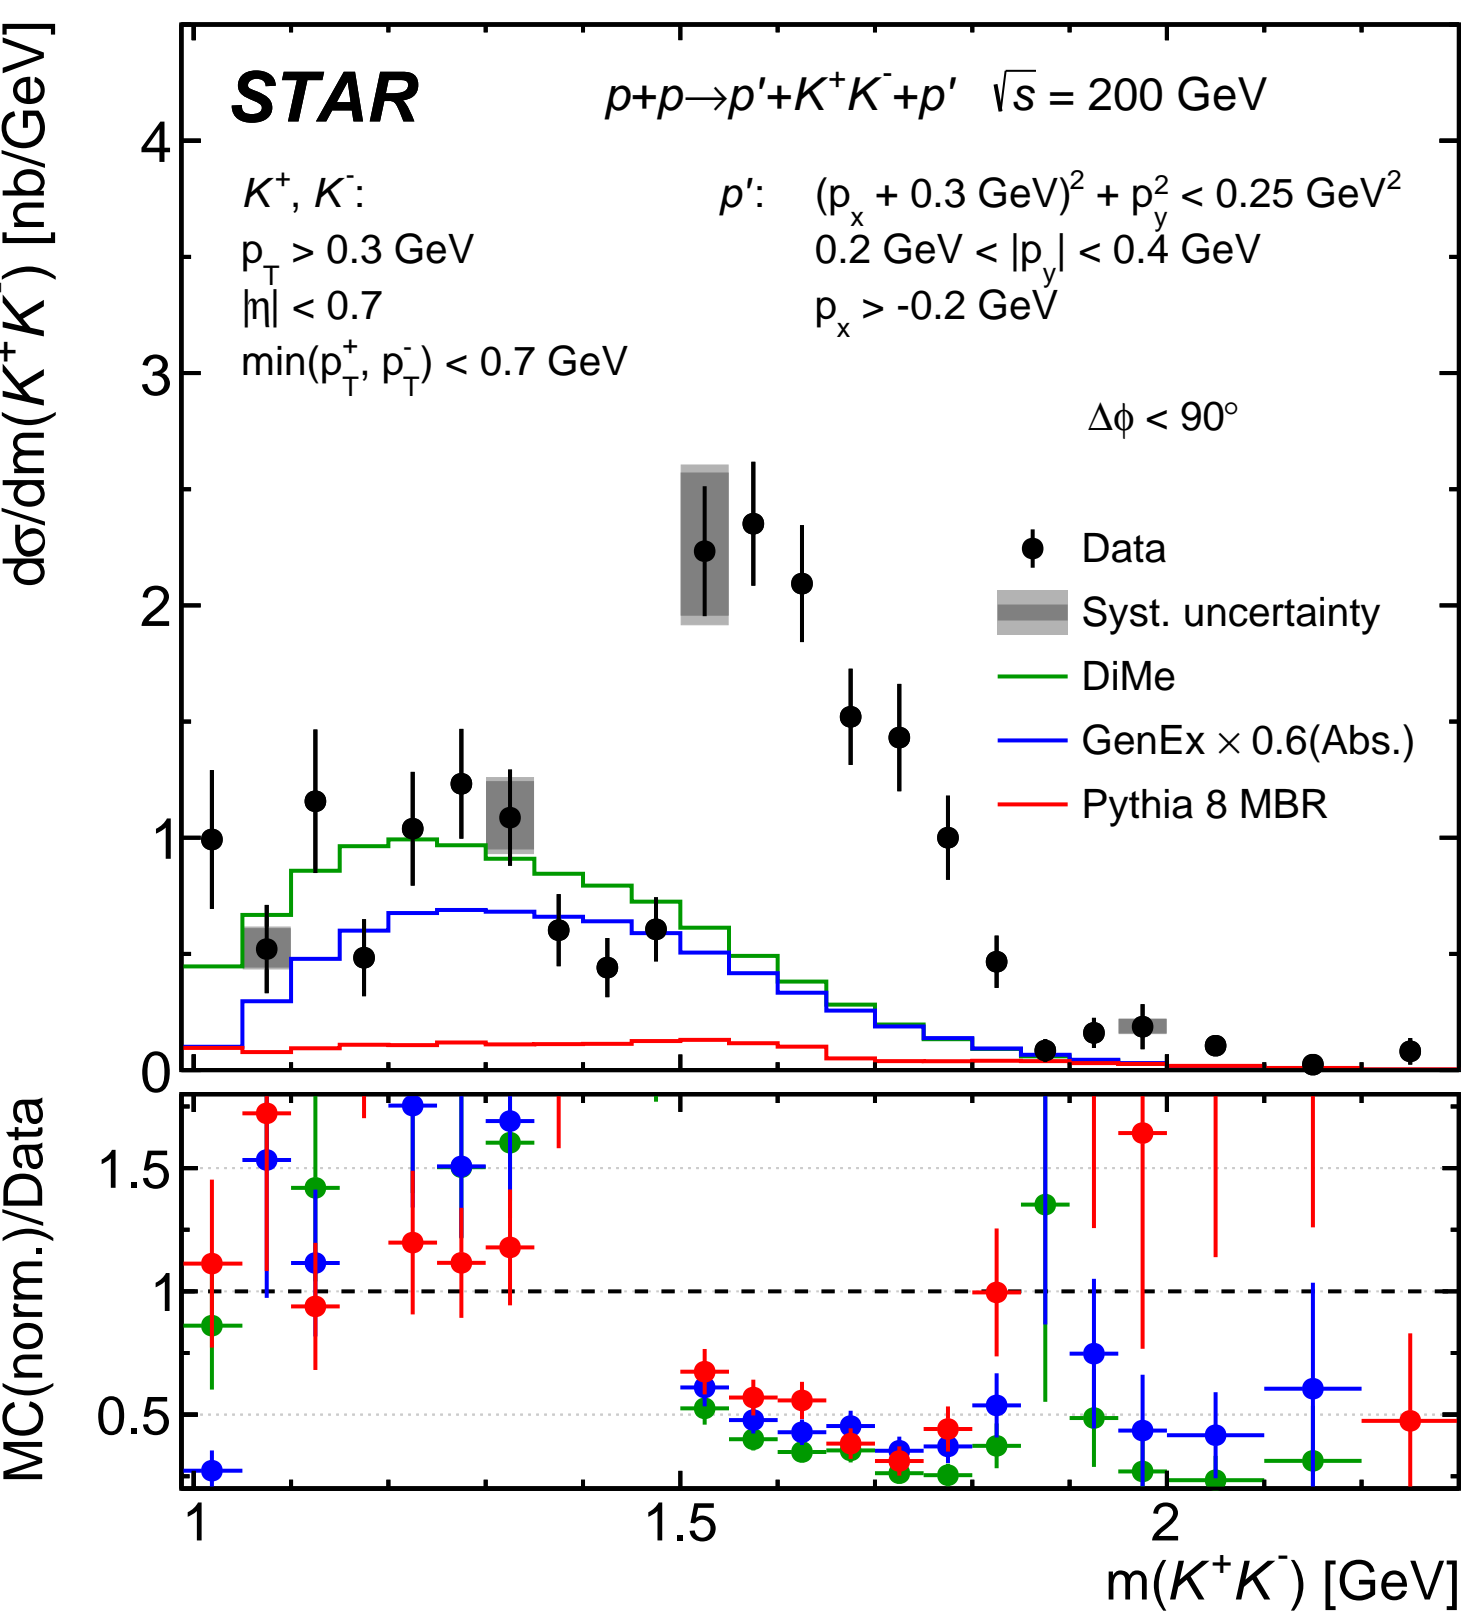 STAR
p+p→p′+K⁺K⁻+p′ √s = 200 GeV
K⁺, K⁻:
p_T > 0.3 GeV
|η| < 0.7
min(p_T⁺, p_T⁻) < 0.7 GeV
p′: (p_x + 0.3 GeV)² + p_y² < 0.25 GeV²
0.2 GeV < |p_y| < 0.4 GeV
p_x > -0.2 GeV
Δϕ < 90°
Data
Syst. uncertainty
DiMe
GenEx × 0.6(Abs.)
Pythia 8 MBR
dσ/dm(K⁺K⁻) [nb/GeV]
4
3
2
1
0
MC(norm.)/Data
1.5
1
0.5
1 1.5 2
m(K⁺K⁻) [GeV]